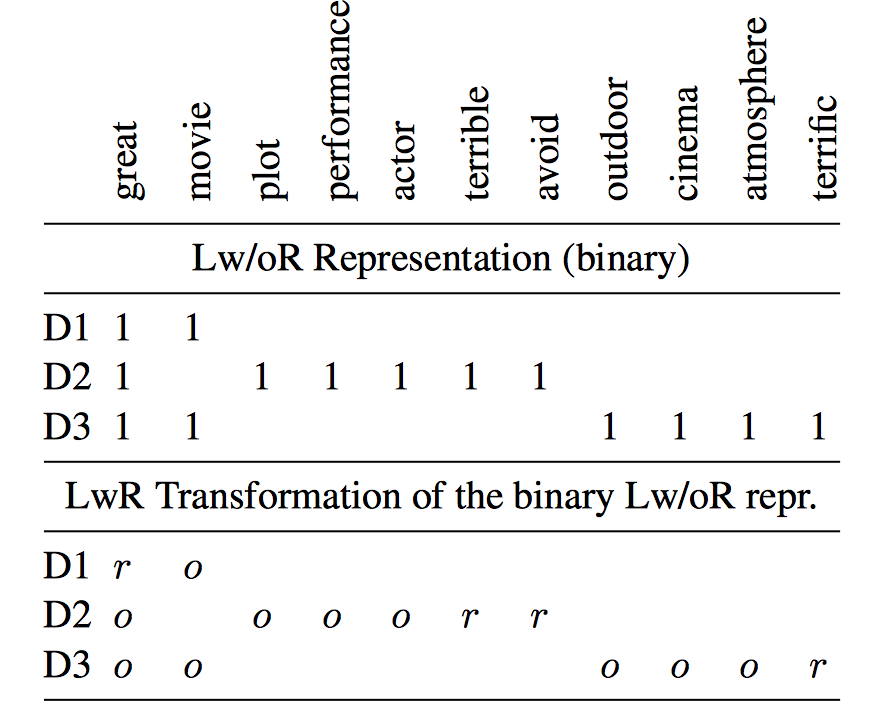 great movie plot performance actor terrible avoid outdoor cinema atmosphere terrific
Lw/oR Representation (binary)
D1 1 1
D2 1 1 1 1 1 1
D3 1 1 1 1 1 1
LwR Transformation of the binary Lw/oR repr.
D1 r o
D2 o o o o r r
D3 o o o o o r